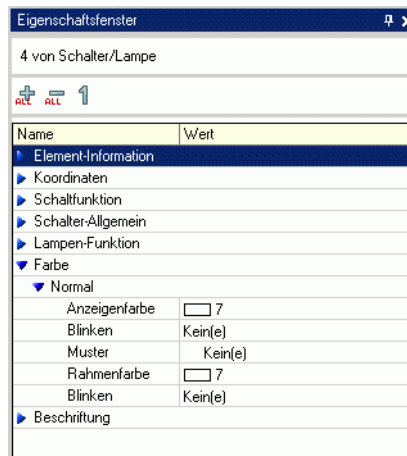 Eigenschaftsfenster
4 von Schalter/Lampe
ALL ALL 1
Name Wert
Element-Information
Koordinaten
Schaltfunktion
Schalter-Allgemein
Lampen-Funktion
Farbe
Normal
Anzeigenfarbe 7
Blinken Kein(e)
Muster Kein(e)
Rahmenfarbe 7
Blinken Kein(e)
Beschriftung